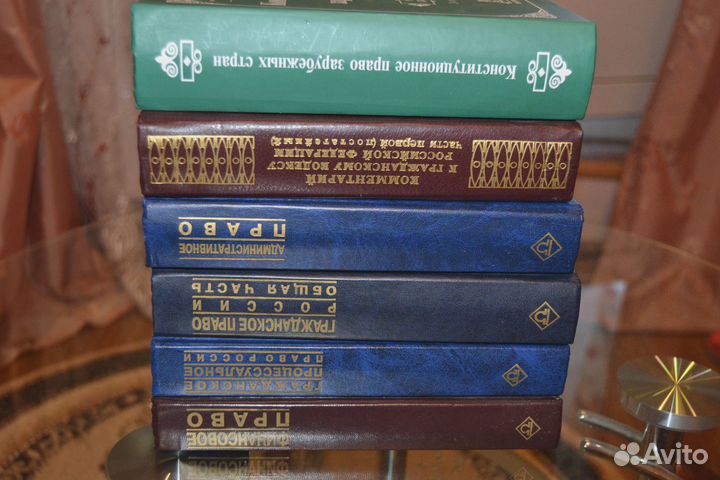 Конституционное право зарубежных стран
КОММЕНТАРИЙ
К ГРАЖДАНСКОМУ КОДЕКСУ
РОССИЙСКОЙ ФЕДЕРАЦИИ
части первой (постатейный)
АДМИНИСТРАТИВНОЕ
ПРАВО
ГРАЖДАНСКОЕ ПРАВО
РОССИИ
ОБЩАЯ ЧАСТЬ
ГРАЖДАНСКОЕ
ПРОЦЕССУАЛЬНОЕ
ПРАВО РОССИИ
ФИНАНСОВОЕ
ПРАВО
ФИНАНСОВОЕ
Avito